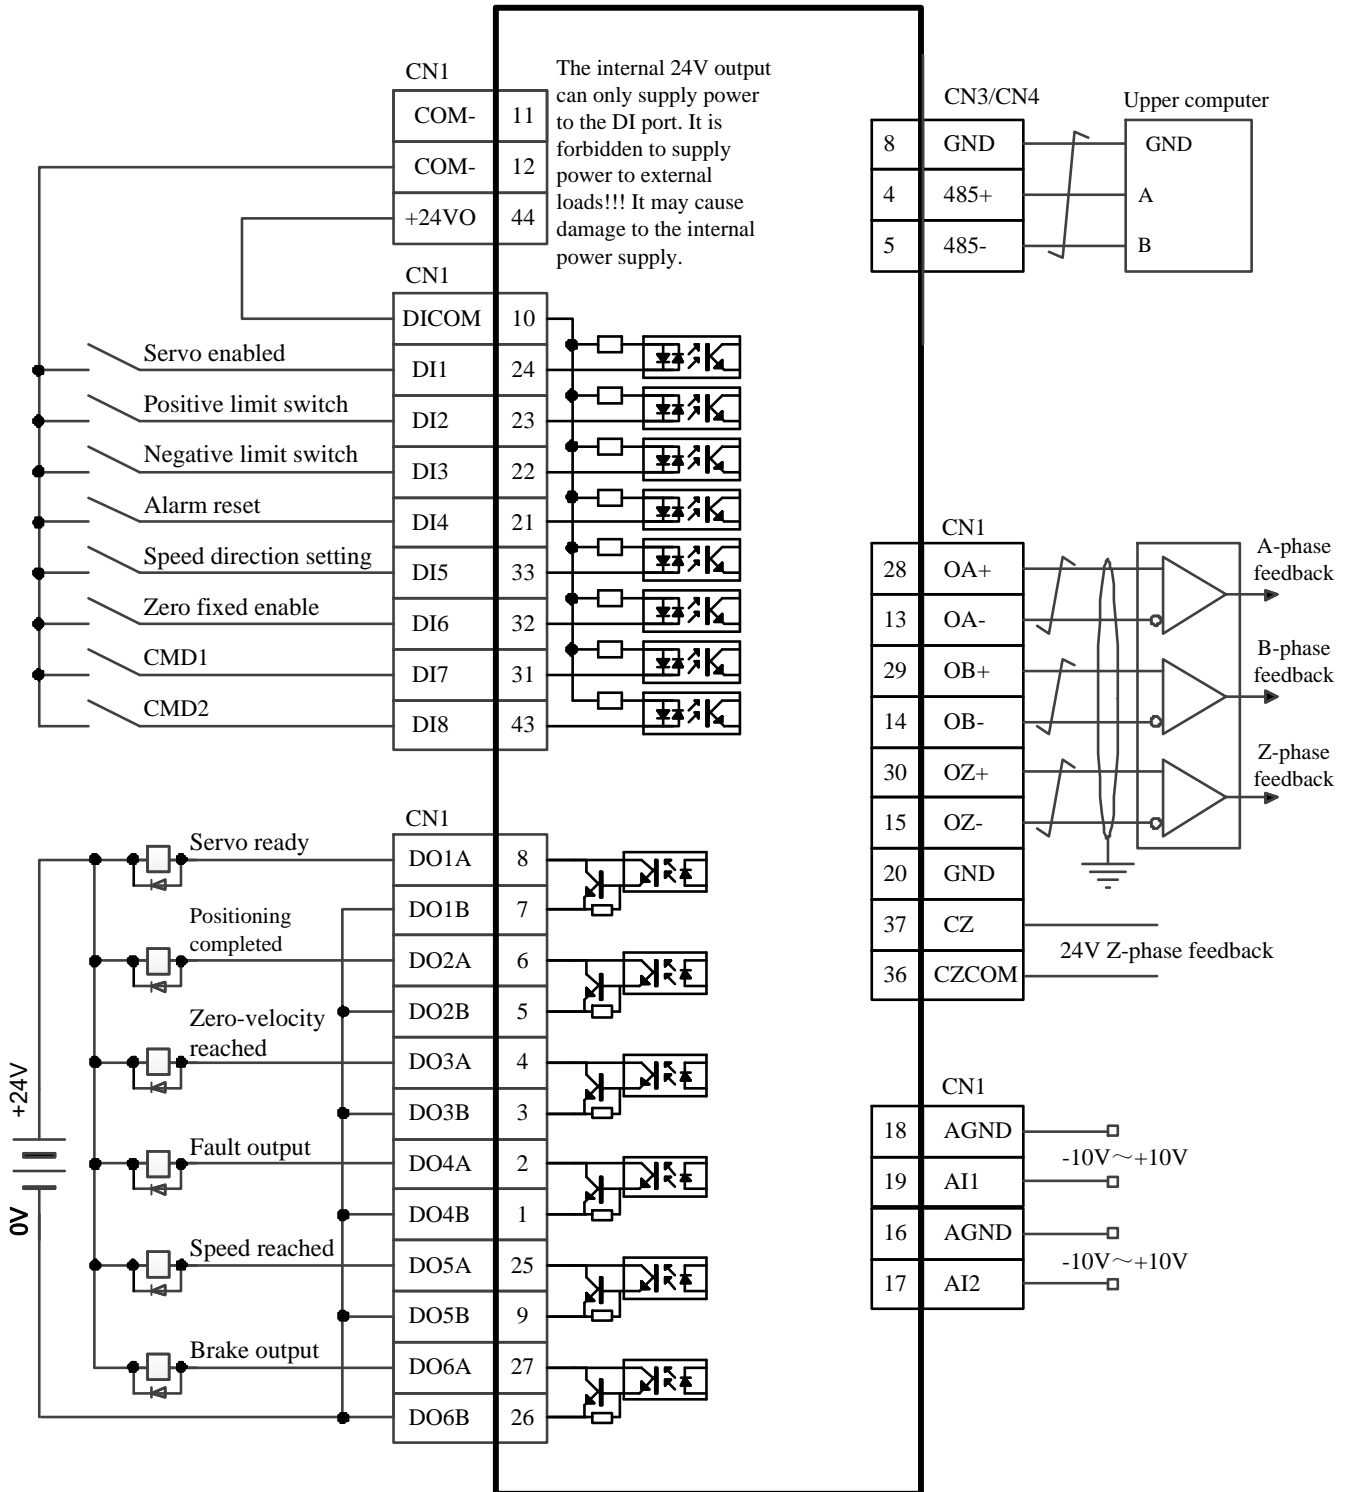 CN1
COM- 11
COM- 12
+24VO 44
The internal 24V output
can only supply power
to the DI port. It is
forbidden to supply
power to external
loads!!! It may cause
damage to the internal
power supply.
CN1
DICOM 10
Servo enabled DI1 24
Positive limit switch DI2 23
Negative limit switch DI3 22
Alarm reset DI4 21
Speed direction setting DI5 33
Zero fixed enable DI6 32
CMD1 DI7 31
CMD2 DI8 43
CN1
Servo ready DO1A 8
DO1B 7
Positioning
completed
DO2A 6
DO2B 5
Zero-velocity
reached
DO3A 4
DO3B 3
Fault output DO4A 2
DO4B 1
Speed reached DO5A 25
DO5B 9
Brake output DO6A 27
DO6B 26
+24V
0V
CN3/CN4
Upper computer
8 GND GND
4 485+ A
5 485- B
CN1
28 OA+
13 OA-
29 OB+
14 OB-
30 OZ+
15 OZ-
20 GND
37 CZ
36 CZCOM
A-phase
feedback
B-phase
feedback
Z-phase
feedback
24V Z-phase feedback
CN1
18 AGND
19 AI1
-10V～+10V
16 AGND
17 AI2
-10V～+10V